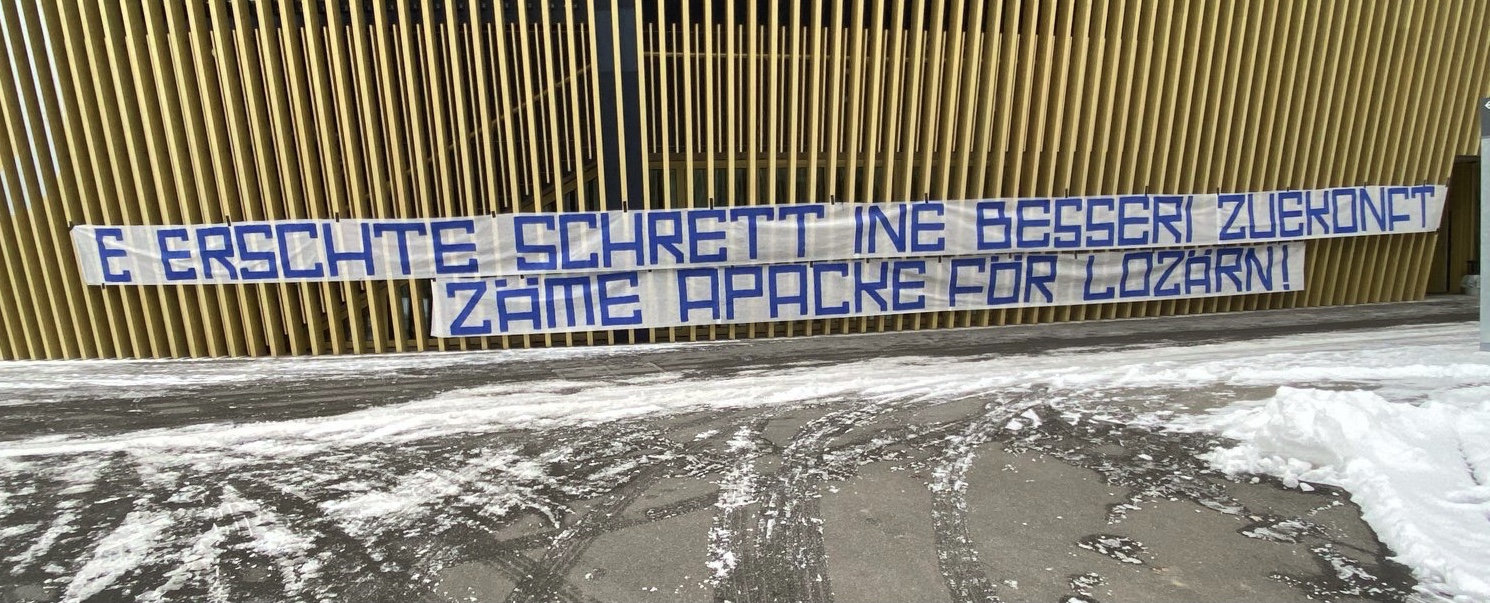 E ERSCHTE SCHRETT INE BESSERI ZUEKONFT
ZÄME APACKE FÖR LOZÄRN!